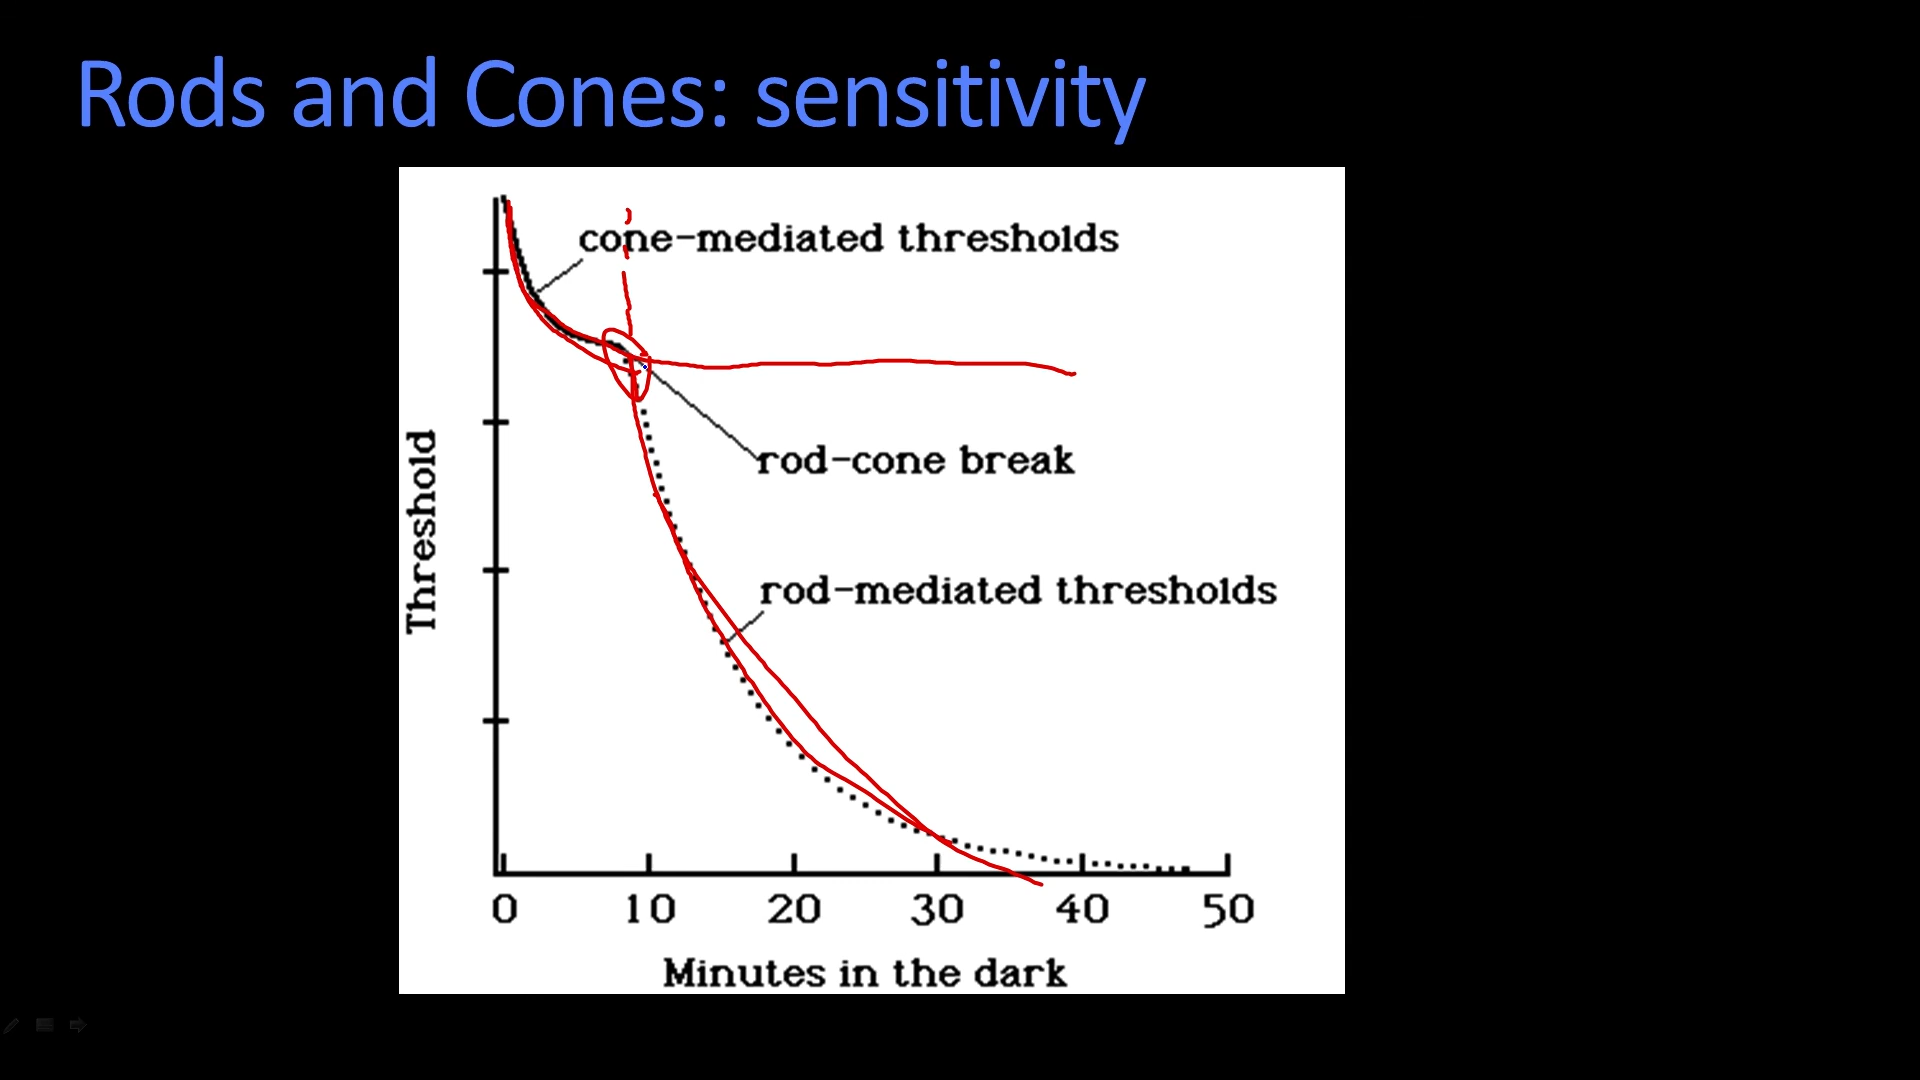 Rods and Cones: sensitivity
cone-mediated thresholds
rod-cone break
rod-mediated thresholds
Threshold
0 10 20 30 40 50
Minutes in the dark